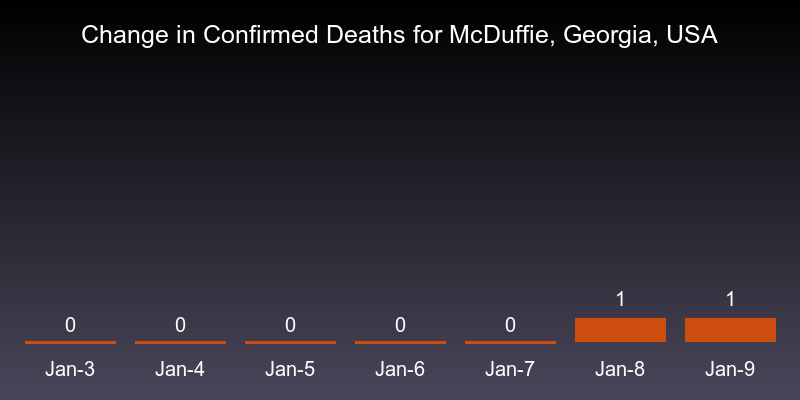 Change in Confirmed Deaths for McDuffie, Georgia, USA
1 1
0 0 0 0 0
Jan-3 Jan-4 Jan-5 Jan-6 Jan-7 Jan-8 Jan-9